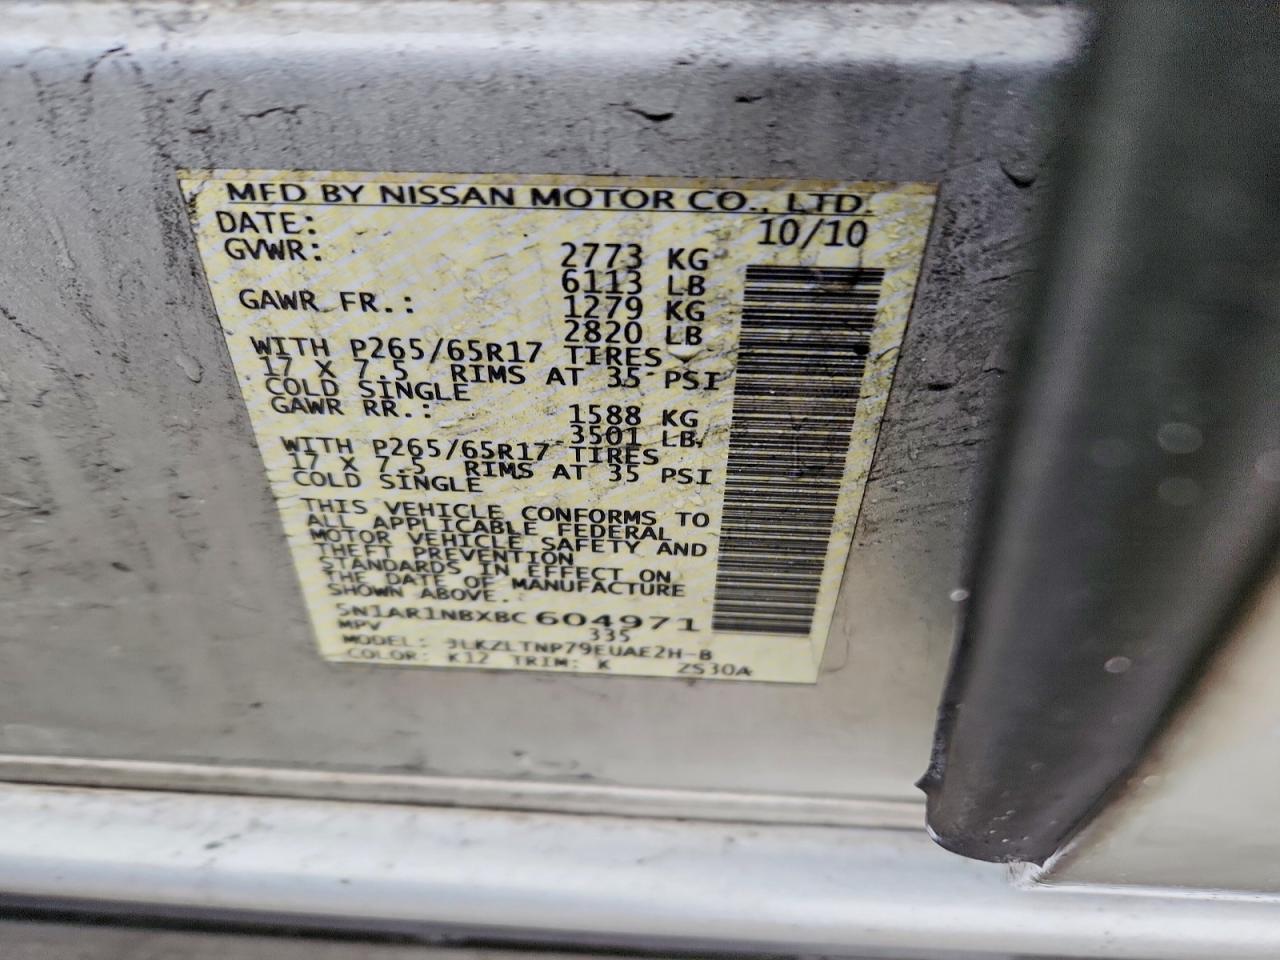 MFD BY NISSAN MOTOR CO., LTD.
DATE: 10/10
GVWR: 2773 KG
6113 LB
GAWR FR.: 1279 KG
2820 LB
WITH P265/65R17 TIRES
17 X 7.5 RIMS AT 35 PSI
COLD SINGLE
GAWR RR.: 1588 KG
3501 LB
WITH P265/65R17 TIRES
17 X 7.5 RIMS AT 35 PSI
COLD SINGLE
THIS VEHICLE CONFORMS TO
ALL APPLICABLE FEDERAL
MOTOR VEHICLE SAFETY AND
THEFT PREVENTION
STANDARDS IN EFFECT ON
THE DATE OF MANUFACTURE
SHOWN ABOVE.
5N1AR1NBXBC 604971
MPV 335
MODEL: JLKZLTNP79EUAE2H-B
COLOR: K12 TRIM: K ZS30A